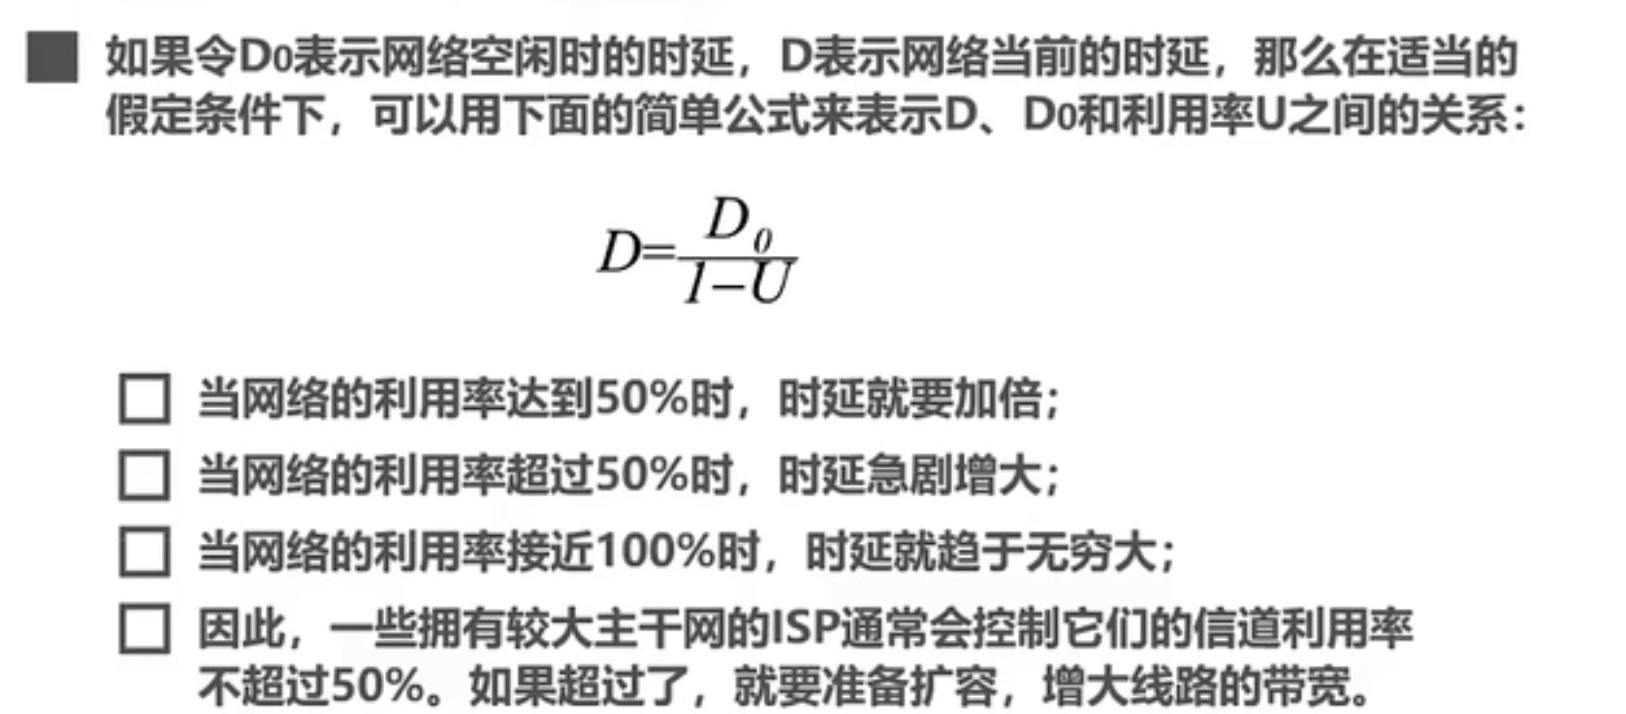 如果令D0表示网络空闲时的时延，D表示网络当前的时延，那么在适当的
假定条件下，可以用下面的简单公式来表示D、D0和利用率U之间的关系：
D=D0/1-U
当网络的利用率达到50%时，时延就要加倍；
当网络的利用率超过50%时，时延急剧增大；
当网络的利用率接近100%时，时延就趋于无穷大；
因此，一些拥有较大主干网的ISP通常会控制它们的信道利用率
不超过50%。如果超过了，就要准备扩容，增大线路的带宽。